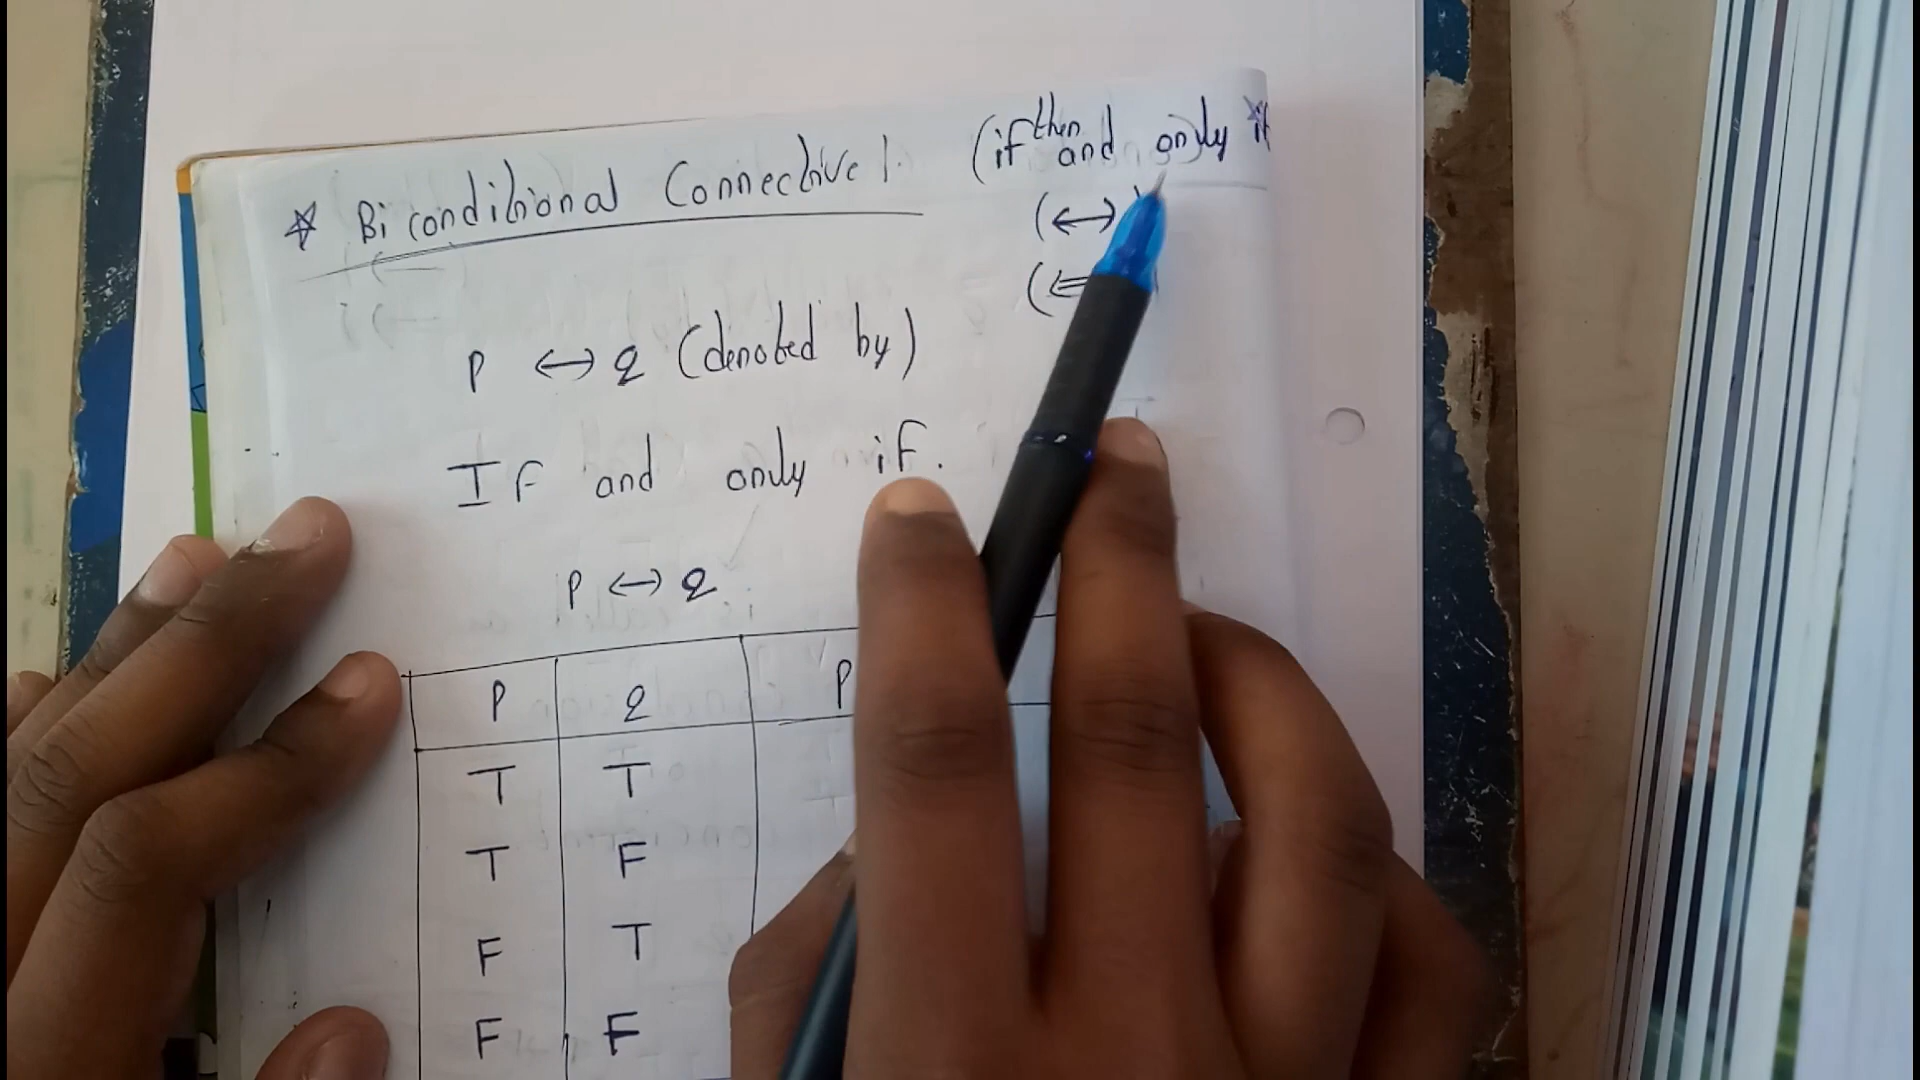 ☆ Bi conditional Connective :. (if then and only if
(↔
(⇐
P ↔ q (denoted by)
IF and only if.
P ↔ q
P q P
T T
T F
F T
F F